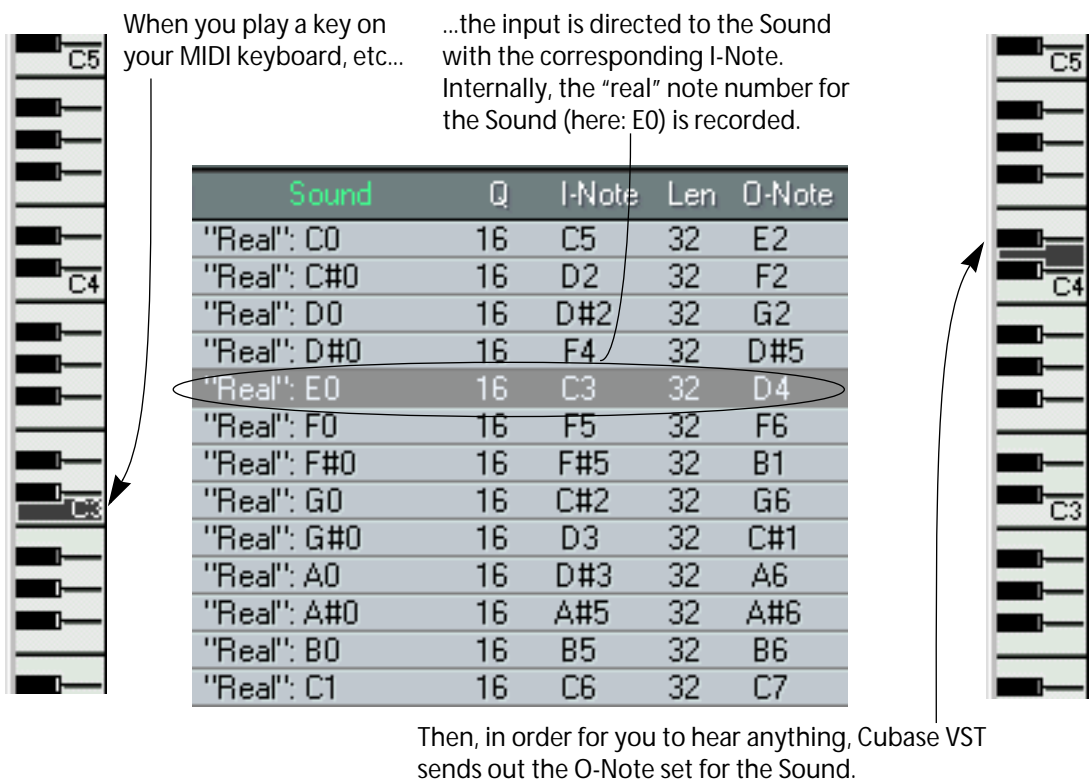 When you play a key on
your MIDI keyboard, etc...
...the input is directed to the Sound
with the corresponding I-Note.
Internally, the “real” note number for
the Sound (here: E0) is recorded.
C5
C4
C3
Sound Q I-Note Len O-Note
"Real": C0 16 C5 32 E2
"Real": C#0 16 D2 32 F2
"Real": D0 16 D#2 32 G2
"Real": D#0 16 F4 32 D#5
"Real": E0 16 C3 32 D4
"Real": F0 16 F5 32 F6
"Real": F#0 16 F#5 32 B1
"Real": G0 16 C#2 32 G6
"Real": G#0 16 D3 32 C#1
"Real": A0 16 D#3 32 A6
"Real": A#0 16 A#5 32 A#6
"Real": B0 16 B5 32 B6
"Real": C1 16 C6 32 C7
C5
C4
C3
Then, in order for you to hear anything, Cubase VST
sends out the O-Note set for the Sound.